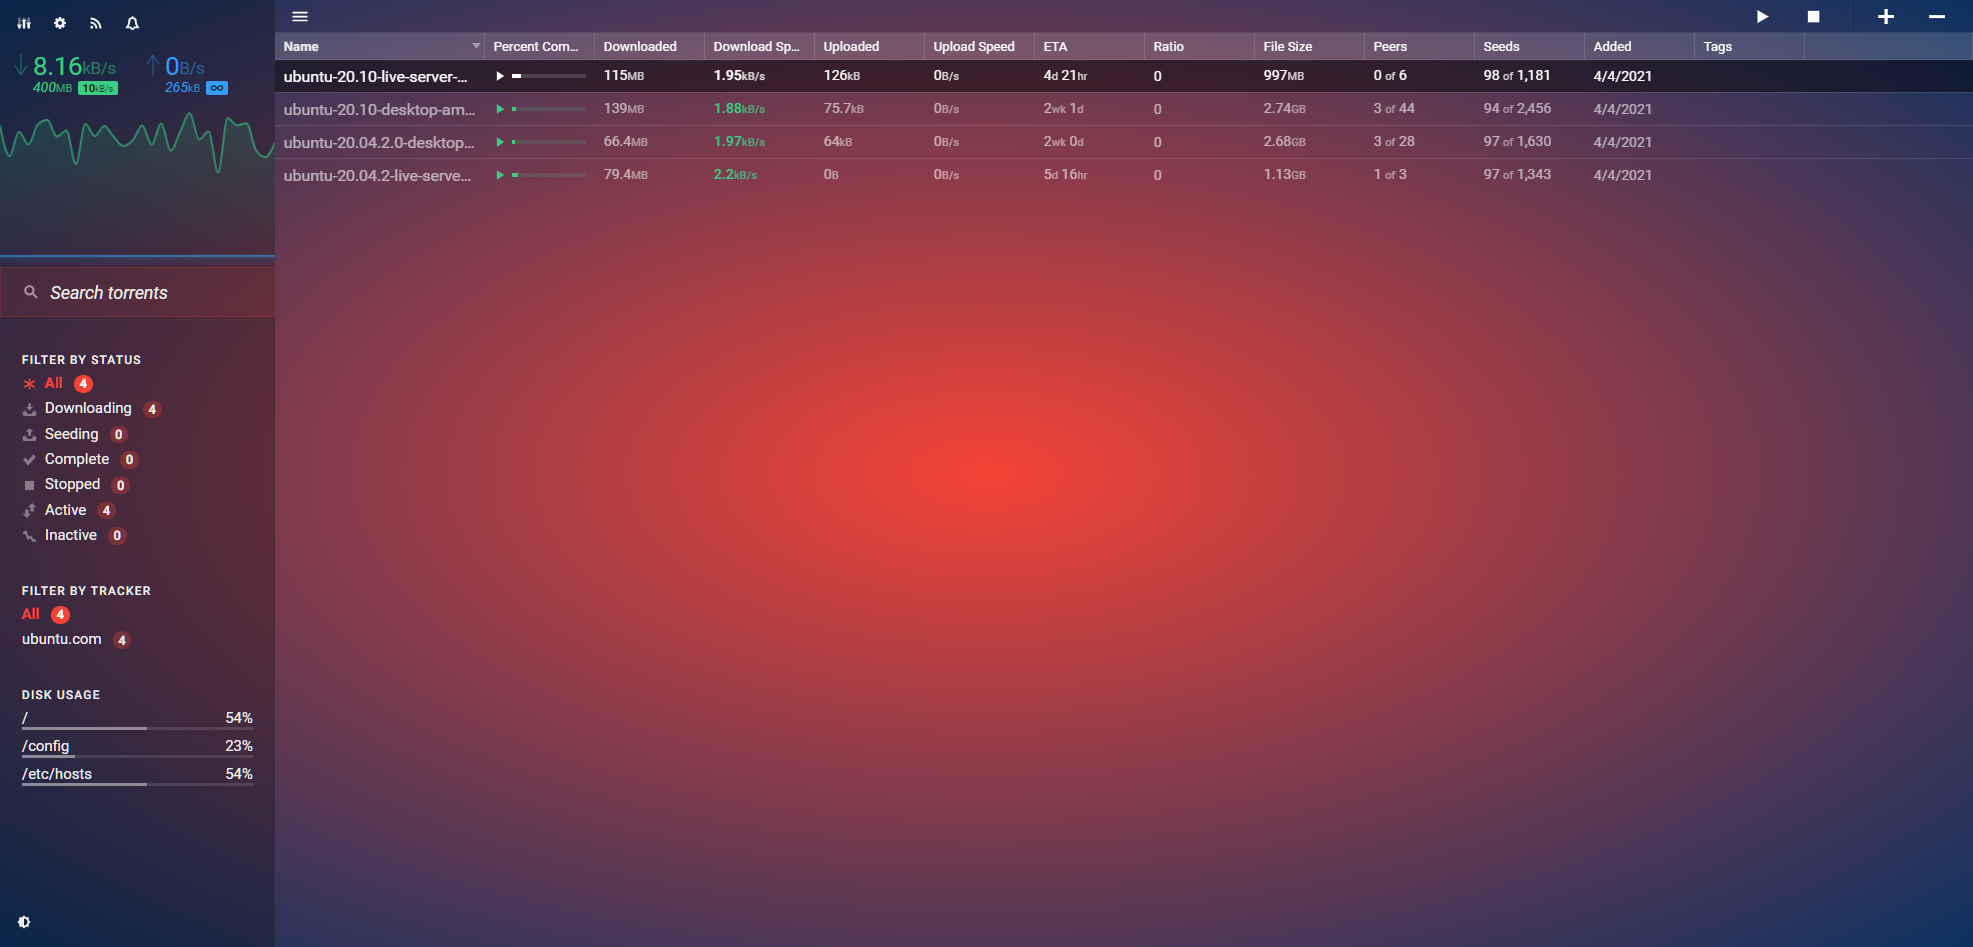 8.16kB/s 0B/s
400MB 10kB/s 265kB ∞
Search torrents
FILTER BY STATUS
All 4
Downloading 4
Seeding 0
Complete 0
Stopped 0
Active 4
Inactive 0
FILTER BY TRACKER
All 4
ubuntu.com 4
DISK USAGE
/ 54%
/config 23%
/etc/hosts 54%
Name Percent Com... Downloaded Download Sp... Uploaded Upload Speed ETA Ratio File Size Peers Seeds Added Tags
ubuntu-20.10-live-server-... 115MB 1.95kB/s 126kB 0B/s 4d 21hr 0 997MB 0 of 6 98 of 1,181 4/4/2021
ubuntu-20.10-desktop-am... 139MB 1.88kB/s 75.7kB 0B/s 2wk 1d 0 2.74GB 3 of 44 94 of 2,456 4/4/2021
ubuntu-20.04.2.0-desktop... 66.4MB 1.97kB/s 64kB 0B/s 2wk 0d 0 2.68GB 3 of 28 97 of 1,630 4/4/2021
ubuntu-20.04.2-live-serve... 79.4MB 2.2kB/s 0B 0B/s 5d 16hr 0 1.13GB 1 of 3 97 of 1,343 4/4/2021